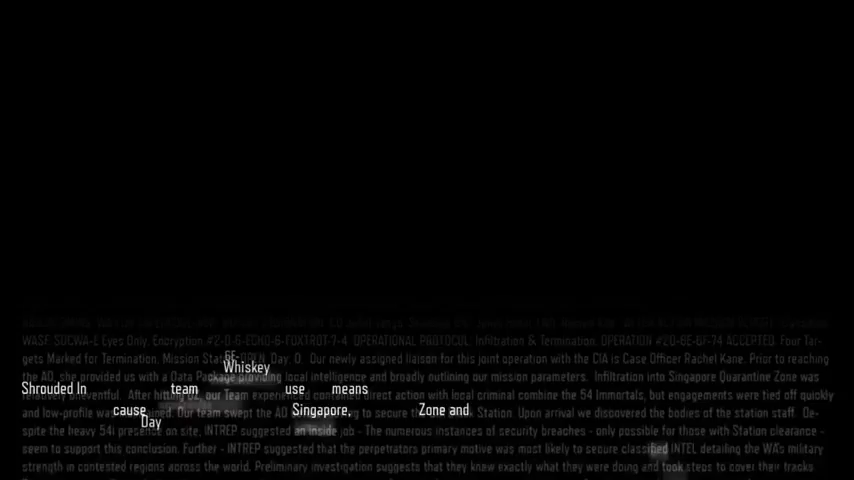 WASF SOCWA-E Eyes Only. Encryption #2-0-6-ECHO-6-FOXTROT-7-4. OPERATIONAL PROTOCOL: Infiltration & Termination. OPERATION #20-6E-6F-74 ACCEPTED. Four Tar-
gets Marked for Termination, Mission OPEN, Day: 0. Our newly assigned liaison for this joint operation with the CIA is Case Officer Rachel Kane. Prior to reaching
6E-
Whiskey
the AO, she provided us with a Data Package providing local intelligence and broadly outlining our mission parameters. Infiltration into Singapore Quarantine Zone was
Shrouded In team use means
relatively uneventful. After hitting our Team experienced direct action with local criminal combine the 54 Immortals, but engagements were tied off quickly
cause Singapore, Zone and
and low-profile was Our team swept the AO to secure the Station. Upon arrival we discovered the bodies of the station staff. De-
Day
spite the heavy 54i presence on site, INTREP suggested an inside job - The numerous instances of security breaches - only possible for those with Station clearance -
seem to support this conclusion. Further - INTREP suggested that the perpetrators primary motive was most likely to secure classified INTEL detailing the WA's military
strength in contested regions across the world. Preliminary investigation suggests that they knew exactly what they were doing and took steps to cover their tracks